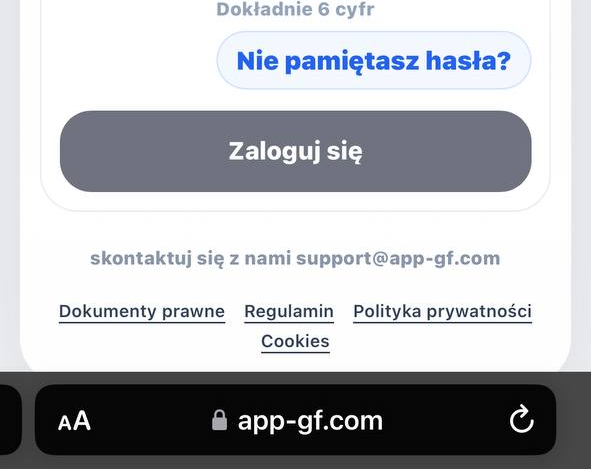 Dokładnie 6 cyfr
Nie pamiętasz hasła?
Zaloguj się
skontaktuj się z nami support@app-gf.com
Dokumenty prawne Regulamin Polityka prywatności
Cookies
AA app-gf.com